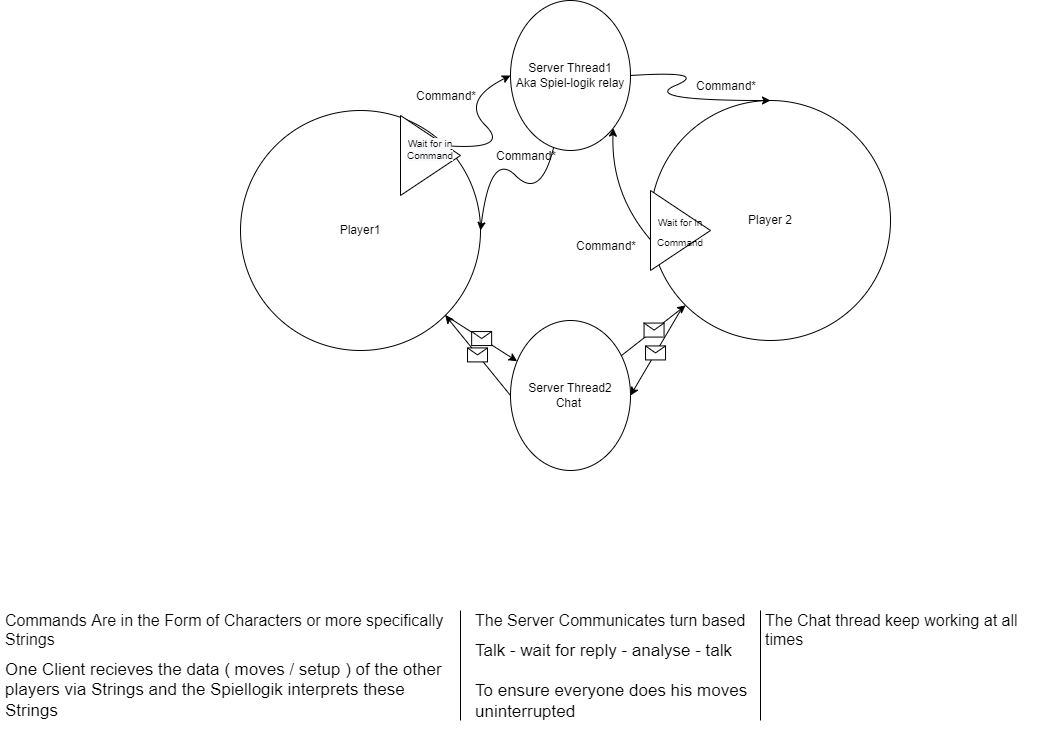 Server Thread1
Aka Spiel-logik relay
Command*
Command*
Wait for in
Command
Command*
Player1
Player 2
Wait for in
Command
Command*
Server Thread2
Chat
Commands Are in the Form of Characters or more specifically
Strings
One Client recieves the data ( moves / setup ) of the other
players via Strings and the Spiellogik interprets these
Strings
The Server Communicates turn based
Talk - wait for reply - analyse - talk
To ensure everyone does his moves
uninterrupted
The Chat thread keep working at all
times